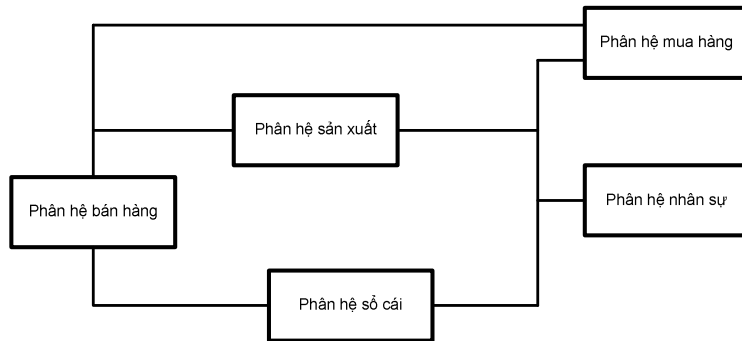 Phân hệ mua hàng
Phân hệ sản xuất
Phân hệ bán hàng
Phân hệ nhân sự
Phân hệ sổ cái